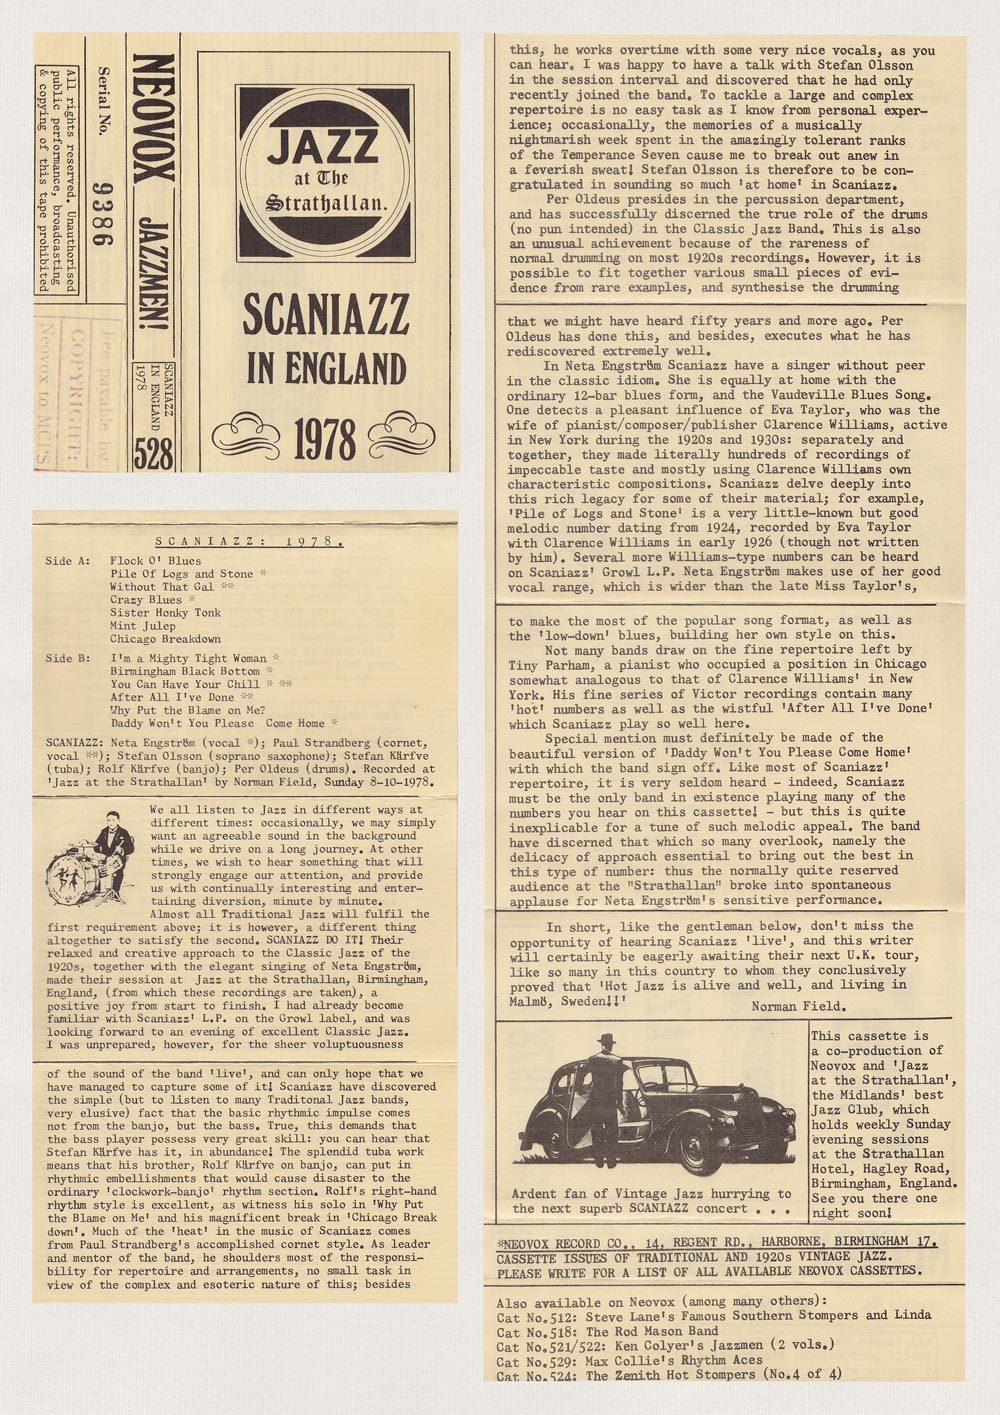 All rights reserved. Unauthorised
public performance, broadcasting
& copying of this tape prohibited
Serial No. 9386
Fee payable by
COPYRIGHT:
Neovox to MCPS
NEOVOX JAZZMEN!
SCANIAZZ
IN ENGLAND
1978
528
JAZZ
at The
Strathallan.
SCANIAZZ
IN ENGLAND
1978
SCANIAZZ: 1978.
Side A: Flock O' Blues
Pile Of Logs and Stone *
Without That Gal **
Crazy Blues *
Sister Honky Tonk
Mint Julep
Chicago Breakdown
Side B: I'm a Mighty Tight Woman *
Birmingham Black Bottom *
You Can Have Your Chill * **
After All I've Done **
Why Put the Blame on Me?
Daddy Won't You Please Come Home *
SCANIAZZ: Neta Engström (vocal *); Paul Strandberg (cornet,
vocal **); Stefan Olsson (soprano saxophone); Stefan Kärfve
(tuba); Rolf Kärfve (banjo); Per Oldeus (drums). Recorded at
'Jazz at the Strathallan' by Norman Field, Sunday 8-10-1978.
We all listen to Jazz in different ways at
different times: occasionally, we may simply
want an agreeable sound in the background
while we drive on a long journey. At other
times, we wish to hear something that will
strongly engage our attention, and provide
us with continually interesting and enter-
taining diversion, minute by minute.
Almost all Traditional Jazz will fulfil the
first requirement above; it is however, a different thing
altogether to satisfy the second. SCANIAZZ DO IT! Their
relaxed and creative approach to the Classic Jazz of the
1920s, together with the elegant singing of Neta Engström,
made their session at Jazz at the Strathallan, Birmingham,
England, (from which these recordings are taken), a
positive joy from start to finish. I had already become
familiar with Scaniazz' L.P. on the Growl label, and was
looking forward to an evening of excellent Classic Jazz.
I was unprepared, however, for the sheer voluptuousness
of the sound of the band 'live', and can only hope that we
have managed to capture some of it! Scaniazz have discovered
the simple (but to listen to many Traditonal Jazz bands,
very elusive) fact that the basic rhythmic impulse comes
not from the banjo, but the bass. True, this demands that
the bass player possess very great skill: you can hear that
Stefan Kärfve has it, in abundance! The splendid tuba work
means that his brother, Rolf Kärfve on banjo, can put in
rhythmic embellishments that would cause disaster to the
ordinary 'clockwork-banjo' rhythm section. Rolf's right-hand
rhythm style is excellent, as witness his solo in 'Why Put
the Blame on Me' and his magnificent break in 'Chicago Break
down'. Much of the 'heat' in the music of Scaniazz comes
from Paul Strandberg's accomplished cornet style. As leader
and mentor of the band, he shoulders most of the responsi-
bility for repertoire and arrangements, no small task in
view of the complex and esoteric nature of this; besides
this, he works overtime with some very nice vocals, as you
can hear. I was happy to have a talk with Stefan Olsson
in the session interval and discovered that he had only
recently joined the band. To tackle a large and complex
repertoire is no easy task as I know from personal exper-
ience; occasionally, the memories of a musically
nightmarish week spent in the amazingly tolerant ranks
of the Temperance Seven cause me to break out anew in
a feverish sweat! Stefan Olsson is therefore to be con-
gratulated in sounding so much 'at home' in Scaniazz.
Per Oldeus presides in the percussion department,
and has successfully discerned the true role of the drums
(no pun intended) in the Classic Jazz Band. This is also
an unusual achievement because of the rareness of
normal drumming on most 1920s recordings. However, it is
possible to fit together various small pieces of evi-
dence from rare examples, and synthesise the drumming
that we might have heard fifty years and more ago. Per
Oldeus has done this, and besides, executes what he has
rediscovered extremely well.
In Neta Engström Scaniazz have a singer without peer
in the classic idiom. She is equally at home with the
ordinary 12-bar blues form, and the Vaudeville Blues Song.
One detects a pleasant influence of Eva Taylor, who was the
wife of pianist/composer/publisher Clarence Williams, active
in New York during the 1920s and 1930s: separately and
together, they made literally hundreds of recordings of
impeccable taste and mostly using Clarence Williams own
characteristic compositions. Scaniazz delve deeply into
this rich legacy for some of their material; for example,
'Pile of Logs and Stone' is a very little-known but good
melodic number dating from 1924, recorded by Eva Taylor
with Clarence Williams in early 1926 (though not written
by him). Several more Williams-type numbers can be heard
on Scaniazz' Growl L.P. Neta Engström makes use of her good
vocal range, which is wider than the late Miss Taylor's,
to make the most of the popular song format, as well as
the 'low-down' blues, building her own style on this.
Not many bands draw on the fine repertoire left by
Tiny Parham, a pianist who occupied a position in Chicago
somewhat analogous to that of Clarence Williams' in New
York. His fine series of Victor recordings contain many
'hot' numbers as well as the wistful 'After All I've Done'
which Scaniazz play so well here.
Special mention must definitely be made of the
beautiful version of 'Daddy Won't You Please Come Home'
with which the band sign off. Like most of Scaniazz'
repertoire, it is very seldom heard - indeed, Scaniazz
must be the only band in existence playing many of the
numbers you hear on this cassette! - but this is quite
inexplicable for a tune of such melodic appeal. The band
have discerned that which so many overlook, namely the
delicacy of approach essential to bring out the best in
this type of number: thus the normally quite reserved
audience at the "Strathallan" broke into spontaneous
applause for Neta Engström's sensitive performance.
In short, like the gentleman below, don't miss the
opportunity of hearing Scaniazz 'live', and this writer
will certainly be eagerly awaiting their next U.K. tour,
like so many in this country to whom they conclusively
proved that 'Hot Jazz is alive and well, and living in
Malmö, Sweden!!'
Norman Field.
Ardent fan of Vintage Jazz hurrying to
the next superb SCANIAZZ concert . . .
This cassette is
a co-production of
Neovox and 'Jazz
at the Strathallan',
the Midlands' best
Jazz Club, which
holds weekly Sunday
evening sessions
at the Strathallan
Hotel, Hagley Road,
Birmingham, England.
See you there one
night soon!
*NEOVOX RECORD CO., 14, REGENT RD., HARBORNE, BIRMINGHAM 17.
CASSETTE ISSUES OF TRADITIONAL AND 1920s VINTAGE JAZZ.
PLEASE WRITE FOR A LIST OF ALL AVAILABLE NEOVOX CASSETTES.
Also available on Neovox (among many others):
Cat No.512: Steve Lane's Famous Southern Stompers and Linda
Cat No.518: The Rod Mason Band
Cat No.521/522: Ken Colyer's Jazzmen (2 vols.)
Cat No.529: Max Collie's Rhythm Aces
Cat No.524: The Zenith Hot Stompers (No.4 of 4)